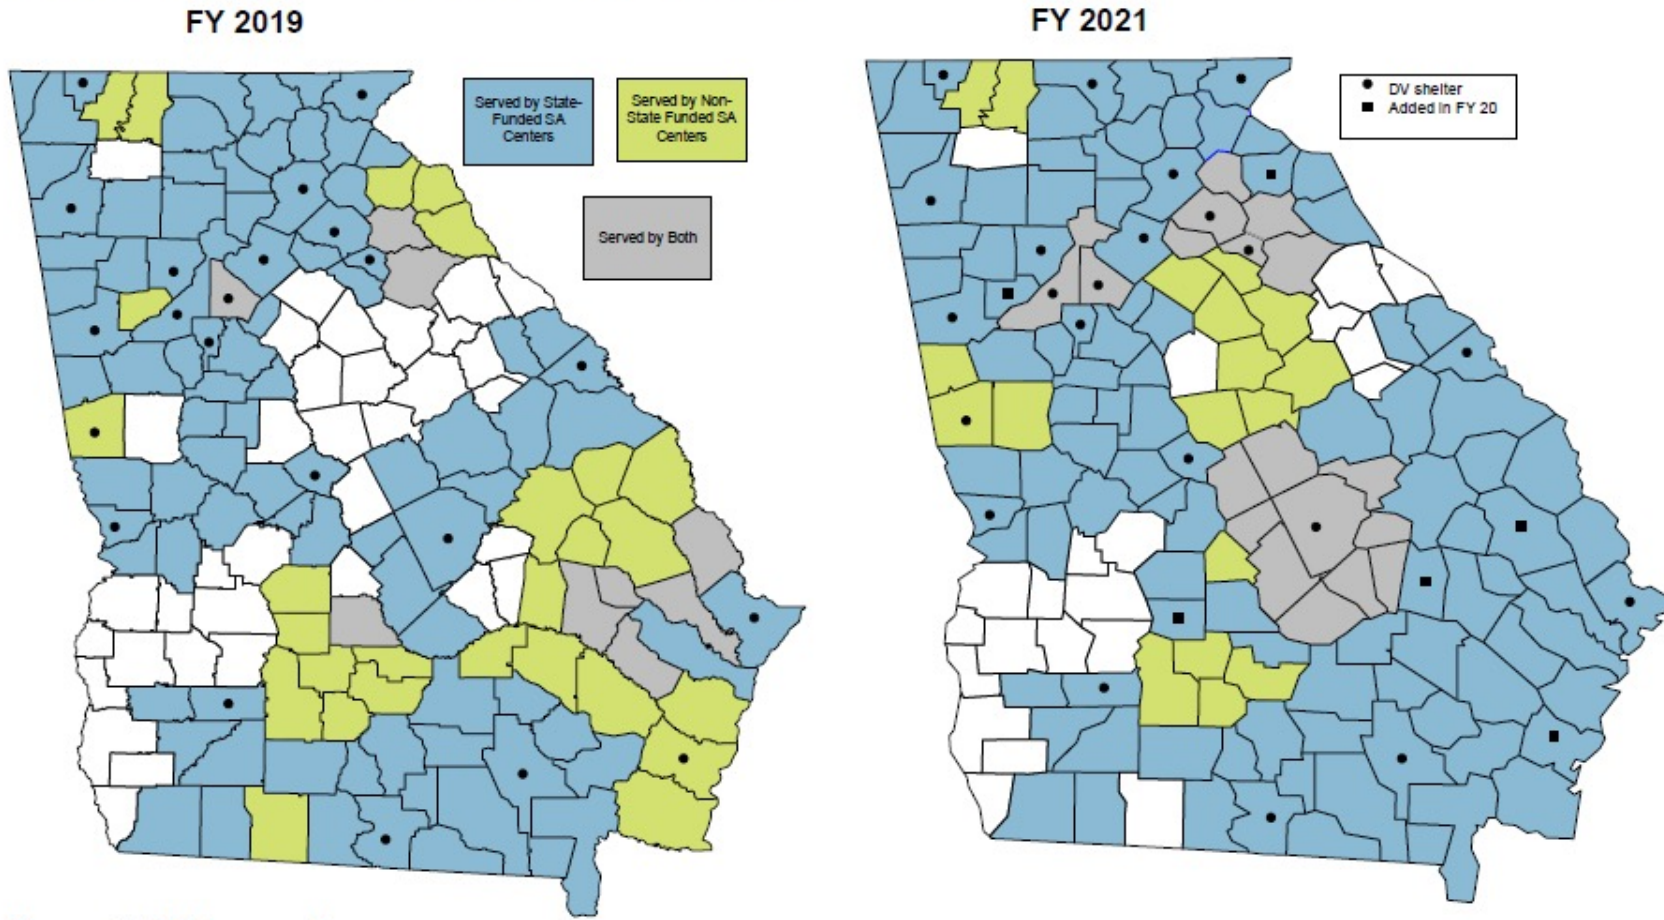 FY 2019
FY 2021
Served by State-
Funded SA
Centers
Served by Non-
State Funded SA
Centers
Served by Both
DV shelter
Added in FY 20